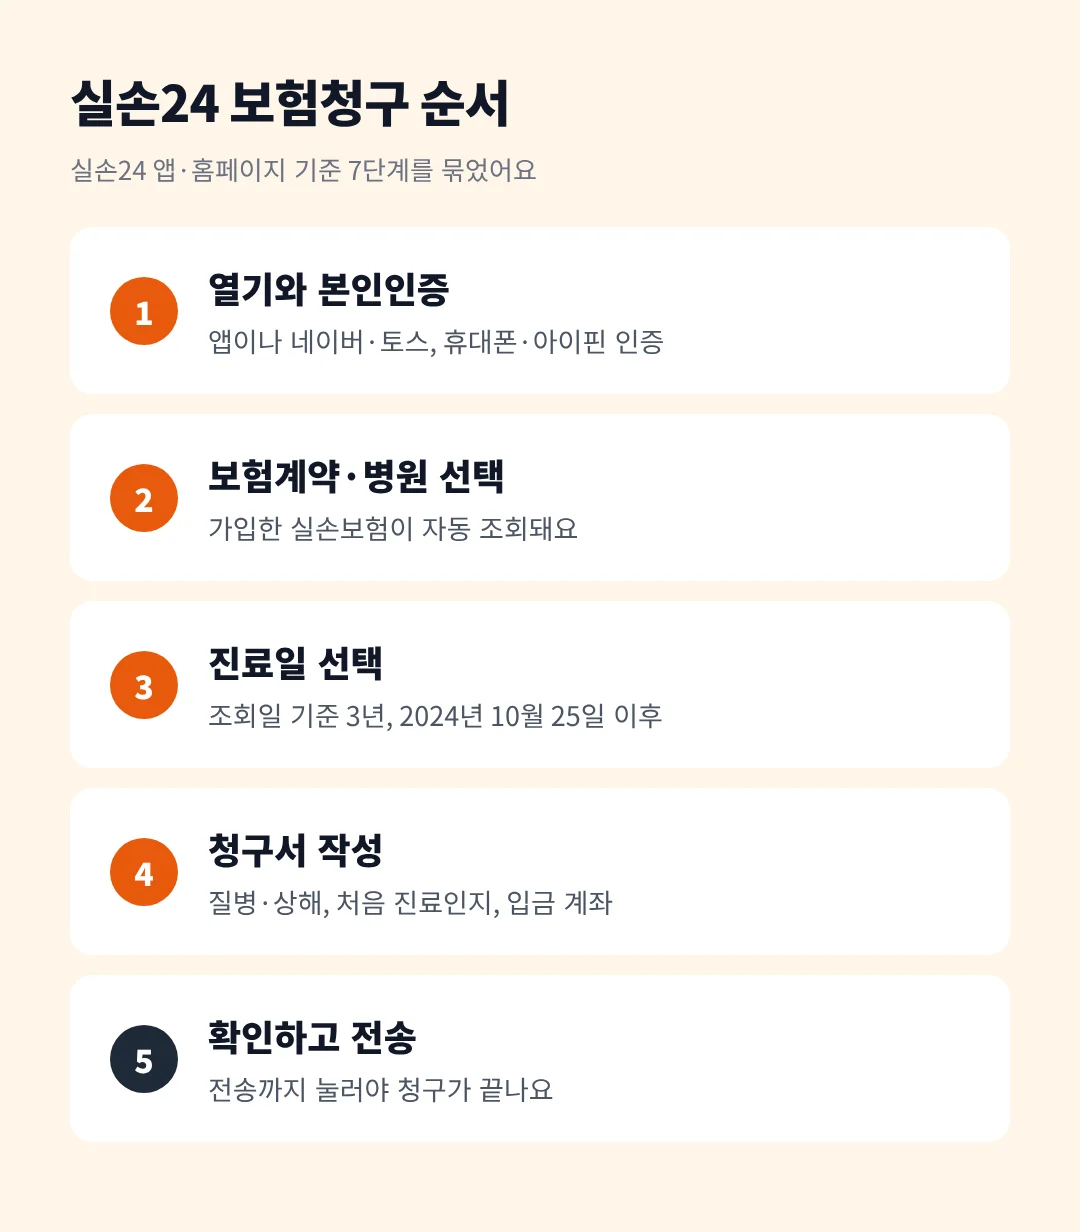 실손24 보험청구 순서
실손24 앱·홈페이지 기준 7단계를 묶었어요
1
열기와 본인인증
앱이나 네이버·토스, 휴대폰·아이핀 인증
2
보험계약·병원 선택
가입한 실손보험이 자동 조회돼요
3
진료일 선택
조회일 기준 3년, 2024년 10월 25일 이후
4
청구서 작성
질병·상해, 처음 진료인지, 입금 계좌
5
확인하고 전송
전송까지 눌러야 청구가 끝나요